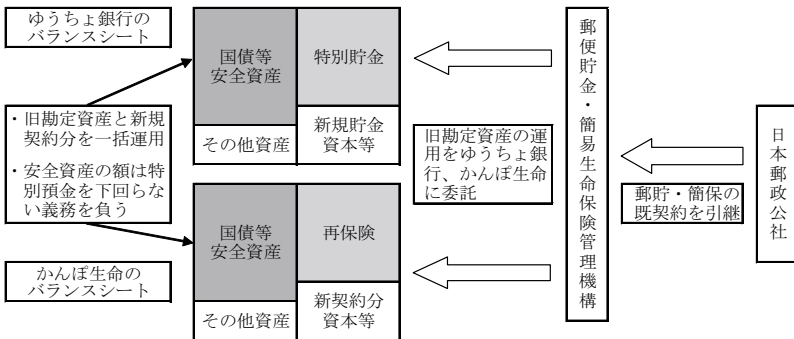 ゆうちょ銀行の
バランスシート
・旧勘定資産と新規
契約分を一括運用
・安全資産の額は特
別預金を下回らな
い義務を負う
かんぽ生命の
バランスシート
国債等
安全資産
特別貯金
その他資産
新規貯金
資本等
国債等
安全資産
再保険
その他資産
新契約分
資本等
旧勘定資産の運
用をゆうちょ銀
行、かんぽ生命
に委託
郵便貯金・簡易生命保険管理機構
郵貯・簡保の
既契約を引継
日本郵政公社